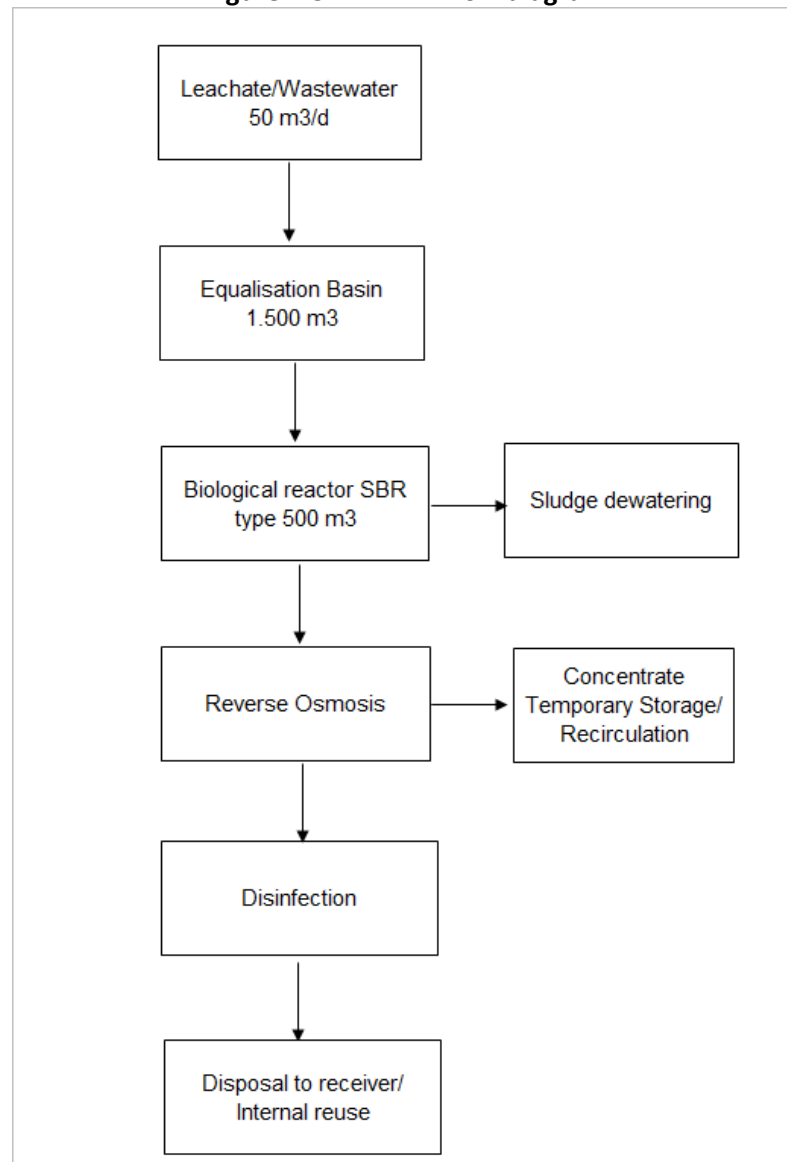 Leachate/Wastewater
50 m3/d
Equalisation Basin
1.500 m3
Biological reactor SBR
type 500 m3
Sludge dewatering
Reverse Osmosis
Concentrate
Temporary Storage/
Recirculation
Disinfection
Disposal to receiver/
Internal reuse